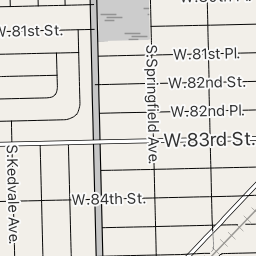 W. 81st St.
W. 81st Pl.
S. Springfield Ave.
W. 82nd St.
W. 82nd Pl.
W. 83rd St.
S. Kedvale Ave.
W. 84th St.